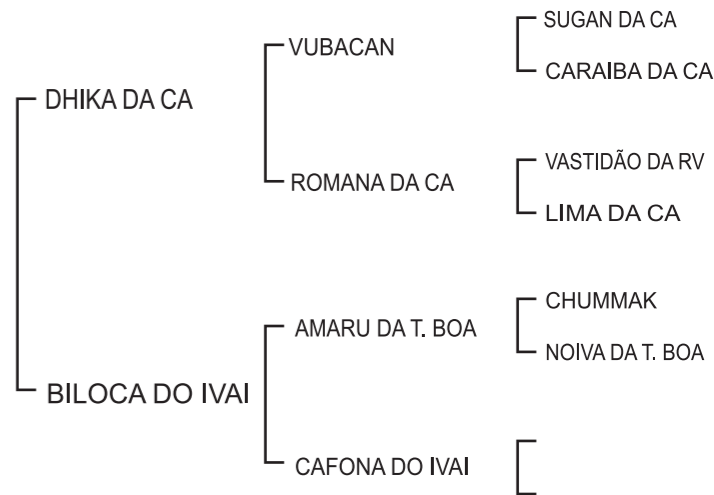 SUGAN DA CA
VUBACAN
CARAIBA DA CA
DHIKA DA CA
VASTIDÃO DA RV
ROMANA DA CA
LIMA DA CA
CHUMMAK
AMARU DA T. BOA
NOIVA DA T. BOA
BILOCA DO IVAI
CAFONA DO IVAI